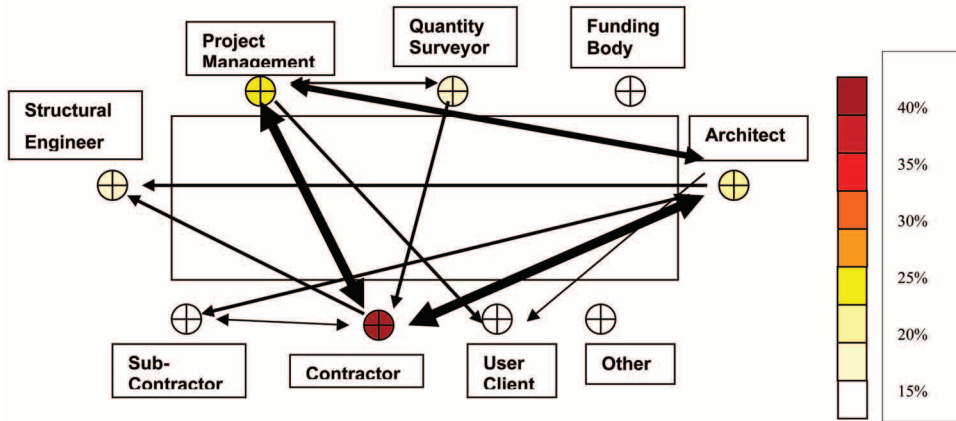 Project
Management
Quantity
Surveyor
Funding
Body
Structural
Engineer
Architect
Sub-
Contractor
Contractor
User
Client
Other
40%
35%
30%
25%
20%
15%